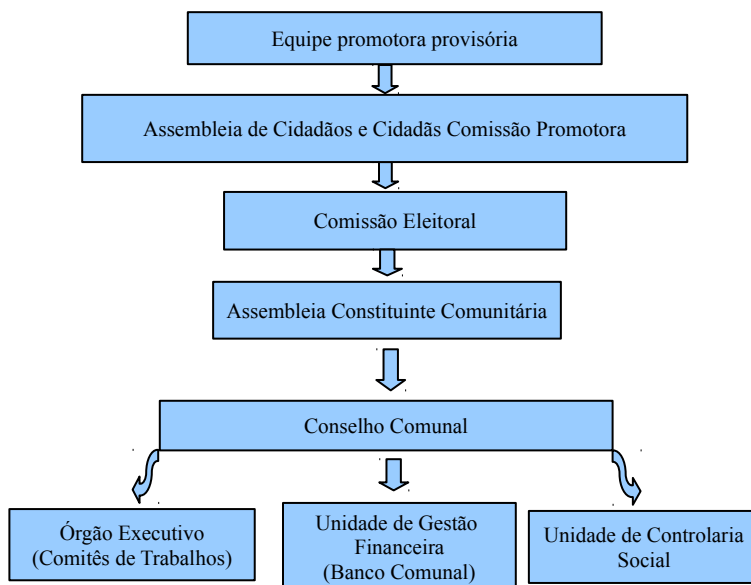 Equipe promotora provisória
Assembleia de Cidadãos e Cidadãs Comissão Promotora
Comissão Eleitoral
Assembleia Constituinte Comunitária
Conselho Comunal
Órgão Executivo
(Comitês de Trabalhos)
Unidade de Gestão
Financeira
(Banco Comunal)
Unidade de Controlaria
Social